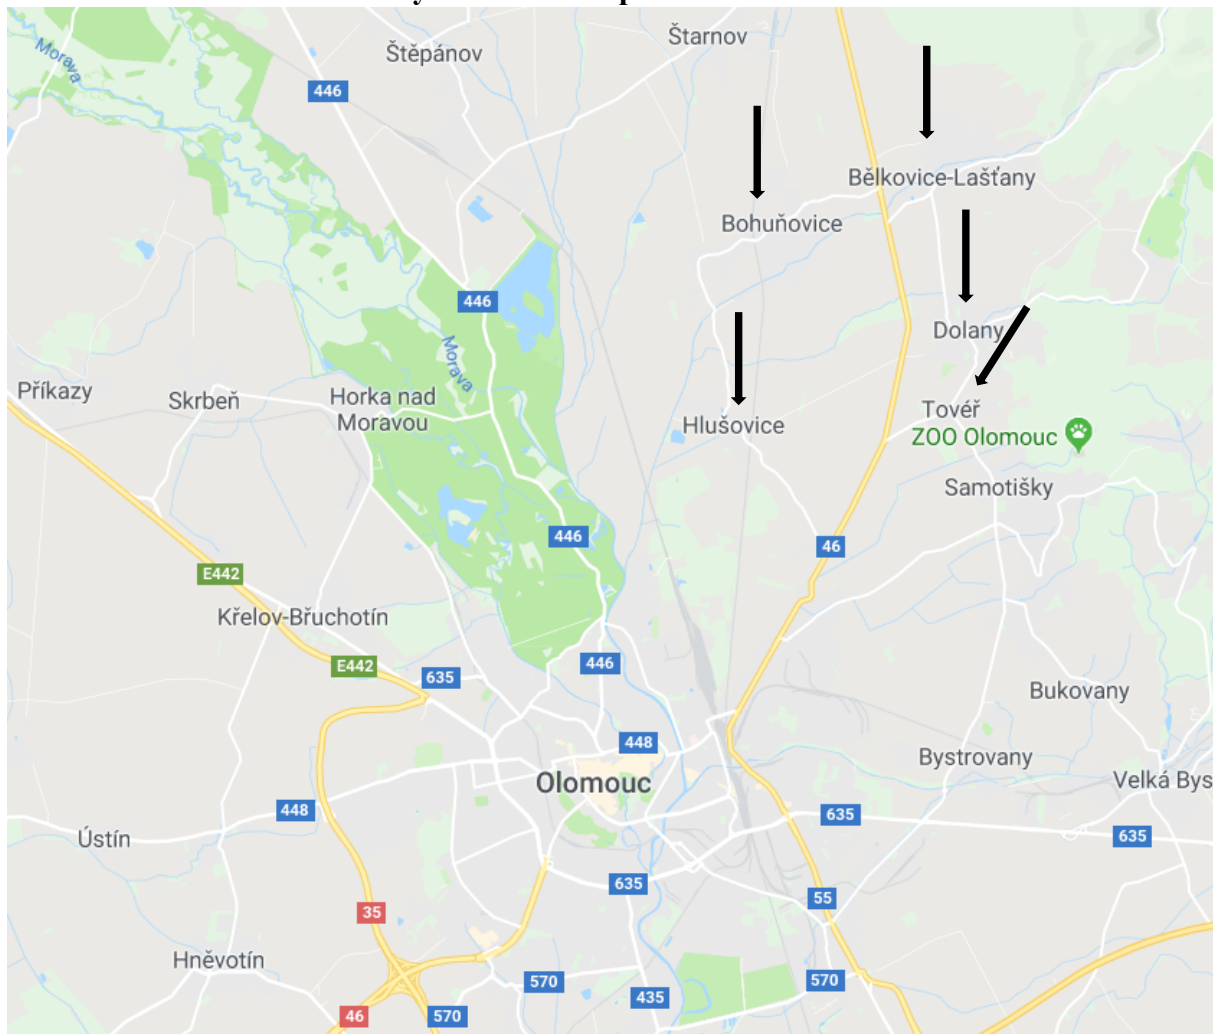 Štarnov
Štěpánov
Morava
446
Bělkovice-Lašťany
Bohuňovice
446
Dolany
Morava
Příkazy
Skrbeň
Horka nad
Moravou
Hlušovice
Tovéř
ZOO Olomouc
Samotišky
446
46
E442
Křelov-Břuchotín
446
E442
635
Bukovany
448
Bystrovany
Olomouc
Velká Bys
448
635
635
Ústín
635
55
35
Hněvotín
570
570
435
46
570